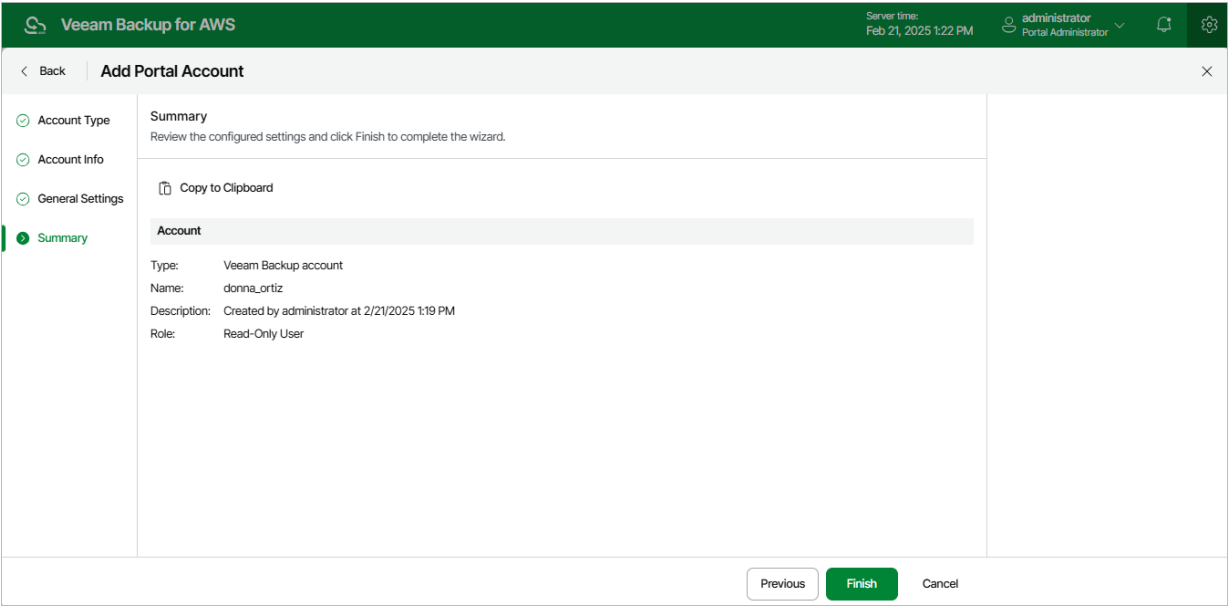 Veeam Backup for AWS
Server time:
Feb 21, 2025 1:22 PM
administrator
Portal Administrator
Back
Add Portal Account
Account Type
Account Info
General Settings
Summary
Summary
Review the configured settings and click Finish to complete the wizard.
Copy to Clipboard
Account
Type: Veeam Backup account
Name: donna_ortiz
Description: Created by administrator at 2/21/2025 1:19 PM
Role: Read-Only User
Previous Finish Cancel